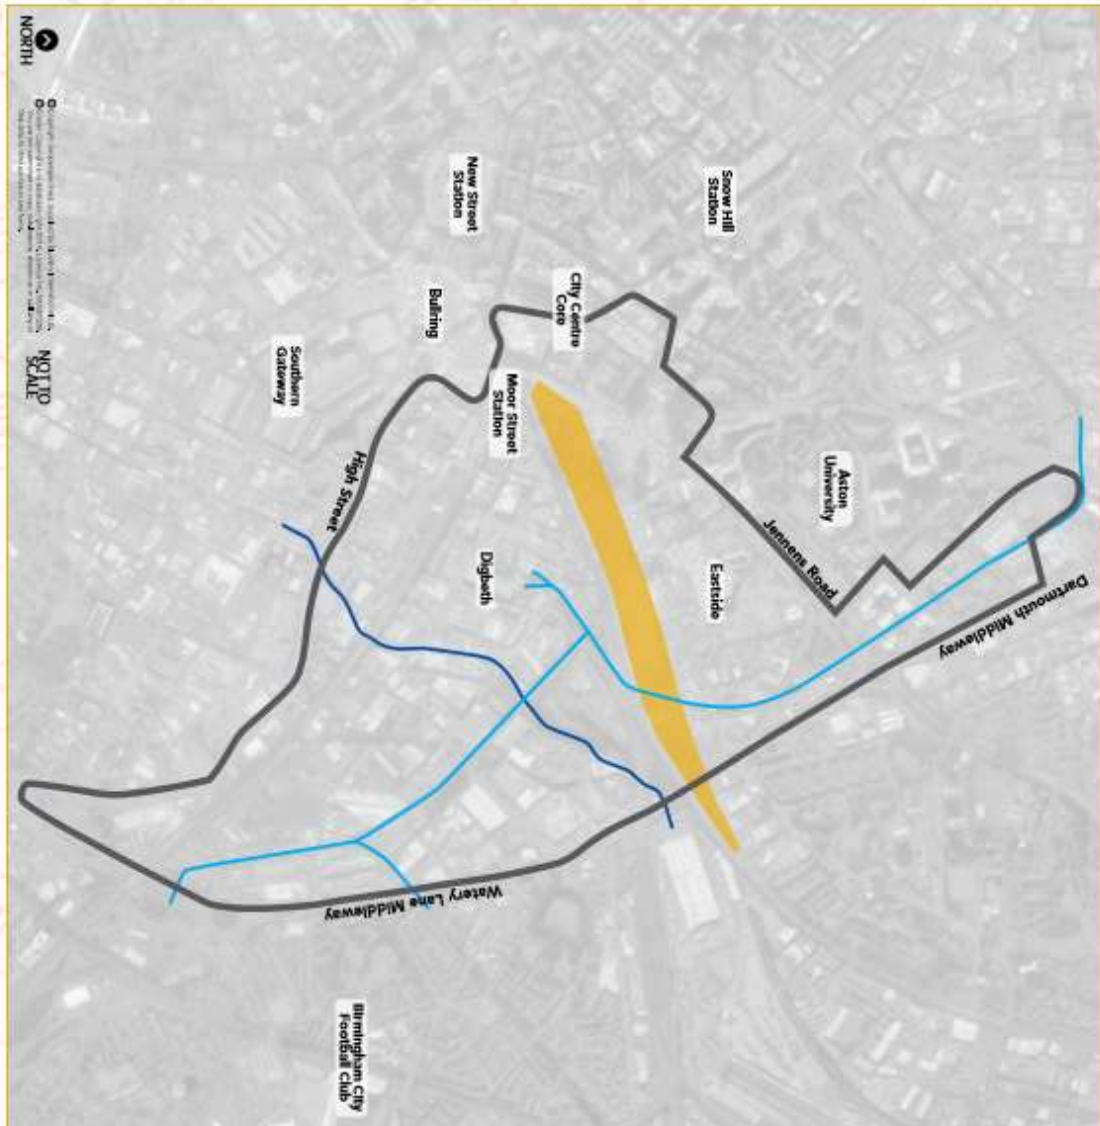 Dartmouth Middleway
Aston
University
Jennens Road
Snow Hill
Station
Eastside
City Centre
Core
Moor Street
Station
Digbeth
New Street
Station
Bullring
Watery Lane Middleway
High Street
Birmingham City
Football Club
Southern
Gateway
NORTH
NOT TO
SCALE